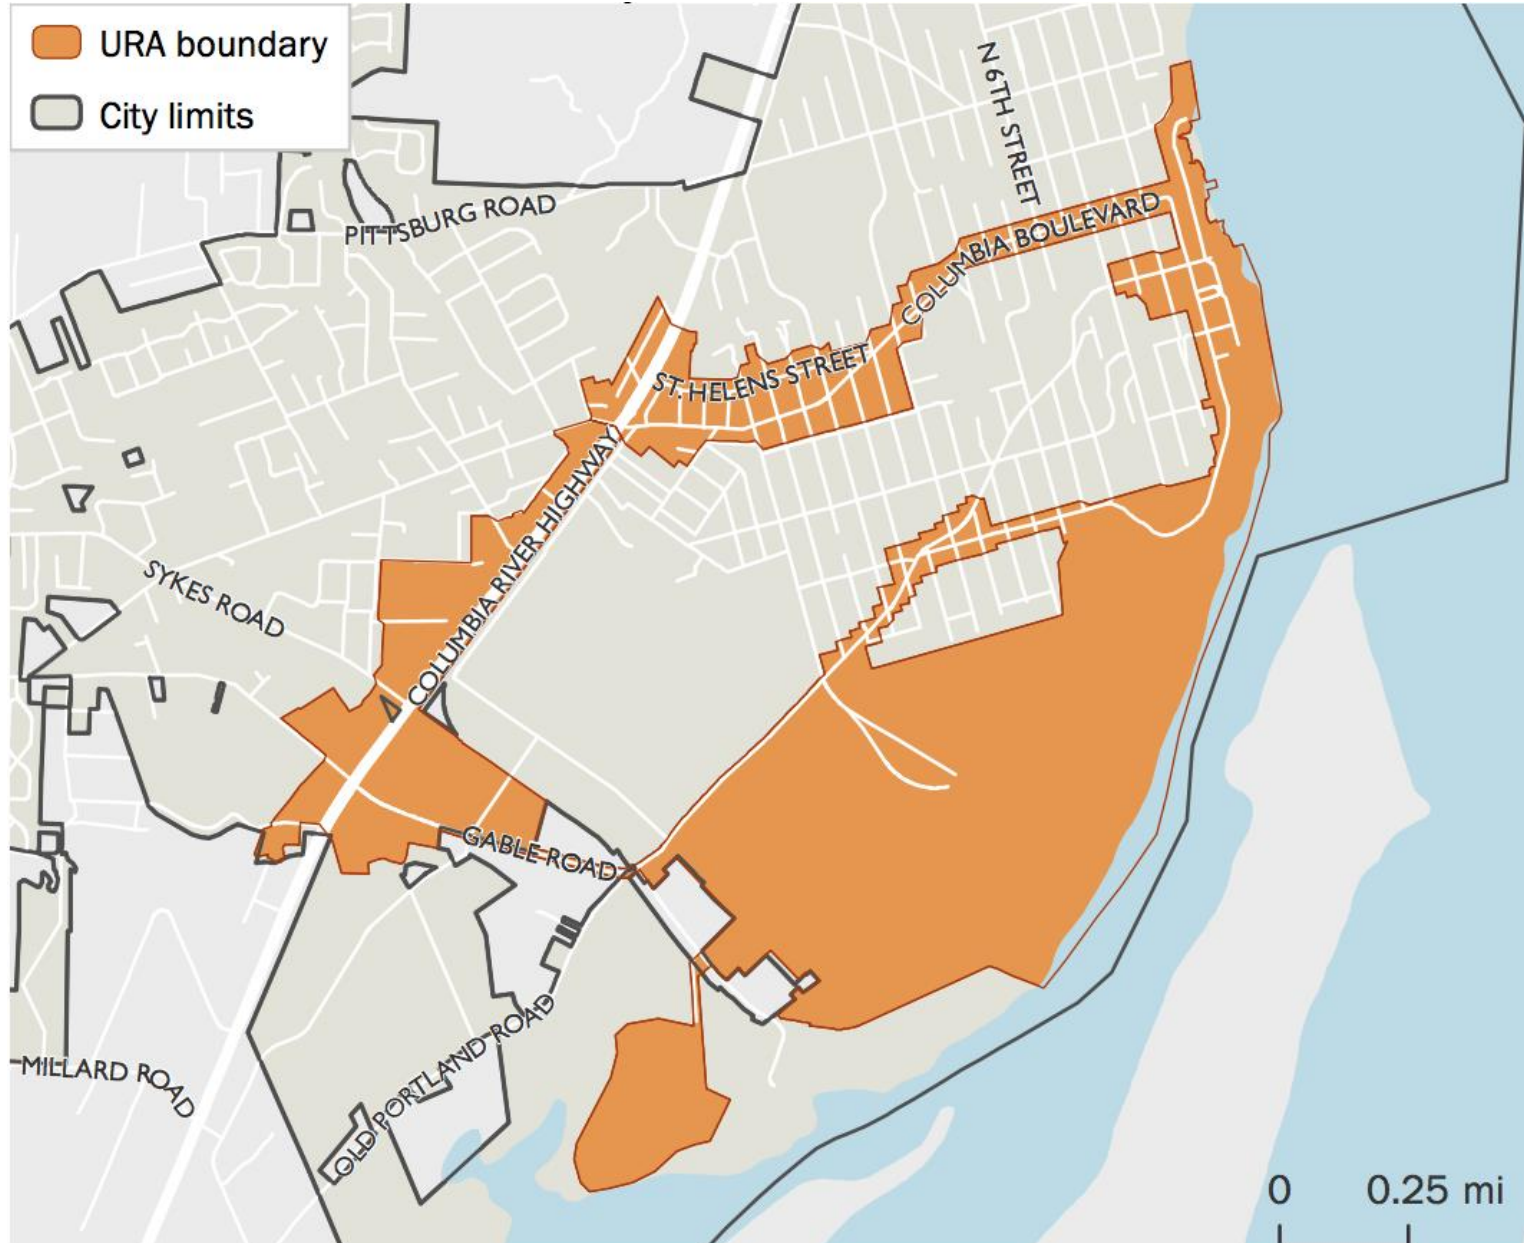 URA boundary
City limits
N 6TH STREET
PITTSBURG ROAD
COLUMBIA BOULEVARD
ST. HELENS STREET
COLUMBIA RIVER HIGHWAY
SYKES ROAD
GABLE ROAD
OLD PORTLAND ROAD
MILLARD ROAD
0 0.25 mi